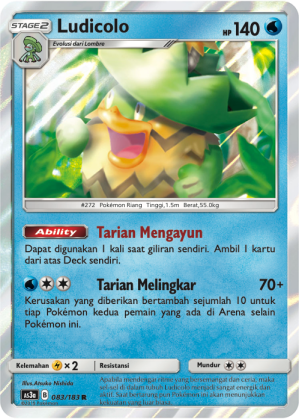 STAGE2
Ludicolo
HP 140
Evolusi dari Lombre
#272 Pokémon Riang Tinggi,1.5m Berat,55.0kg
Ability Tarian Mengayun
Dapat digunakan 1 kali saat giliran sendiri. Ambil 1 kartu
dari atas Deck sendiri.
Tarian Melingkar 70+
Kerusakan yang diberikan bertambah sejumlah 10 untuk
tiap Pokémon kedua pemain yang ada di Arena selain
Pokémon ini.
Kelemahan ×2 Resistansi Mundur
Illus.Atsuko Nishida
AS3a B 083/183 R